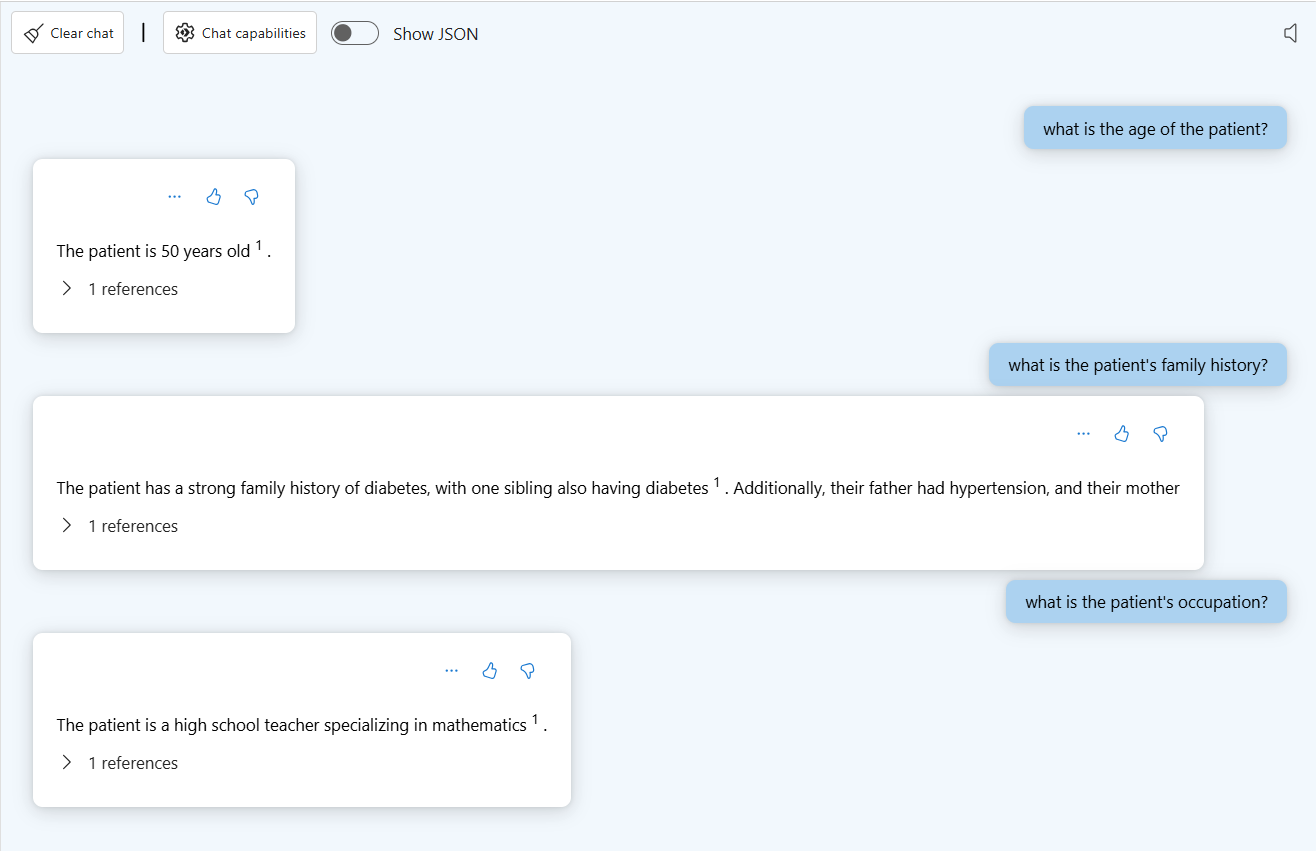 Clear chat | Chat capabilities Show JSON
what is the age of the patient?
The patient is 50 years old 1 .
1 references
what is the patient's family history?
The patient has a strong family history of diabetes, with one sibling also having diabetes 1 . Additionally, their father had hypertension, and their mother
1 references
what is the patient's occupation?
The patient is a high school teacher specializing in mathematics 1 .
1 references